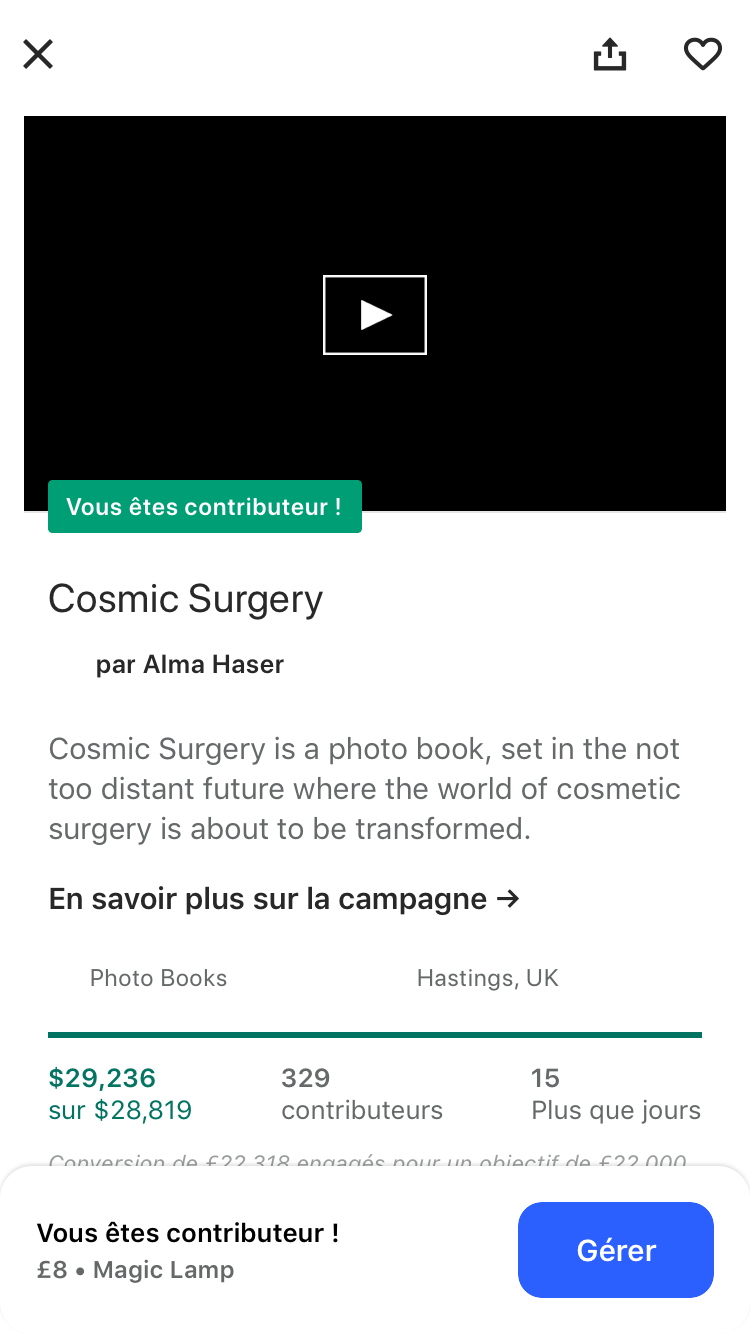 Vous êtes contributeur !
Cosmic Surgery
par Alma Haser
Cosmic Surgery is a photo book, set in the not
too distant future where the world of cosmetic
surgery is about to be transformed.
En savoir plus sur la campagne →
Photo Books
Hastings, UK
$29,236
sur $28,819
329
contributeurs
15
Plus que jours
Conversion de £22 318 engagés pour un objectif de £22 000
Vous êtes contributeur !
£8 • Magic Lamp
Gérer